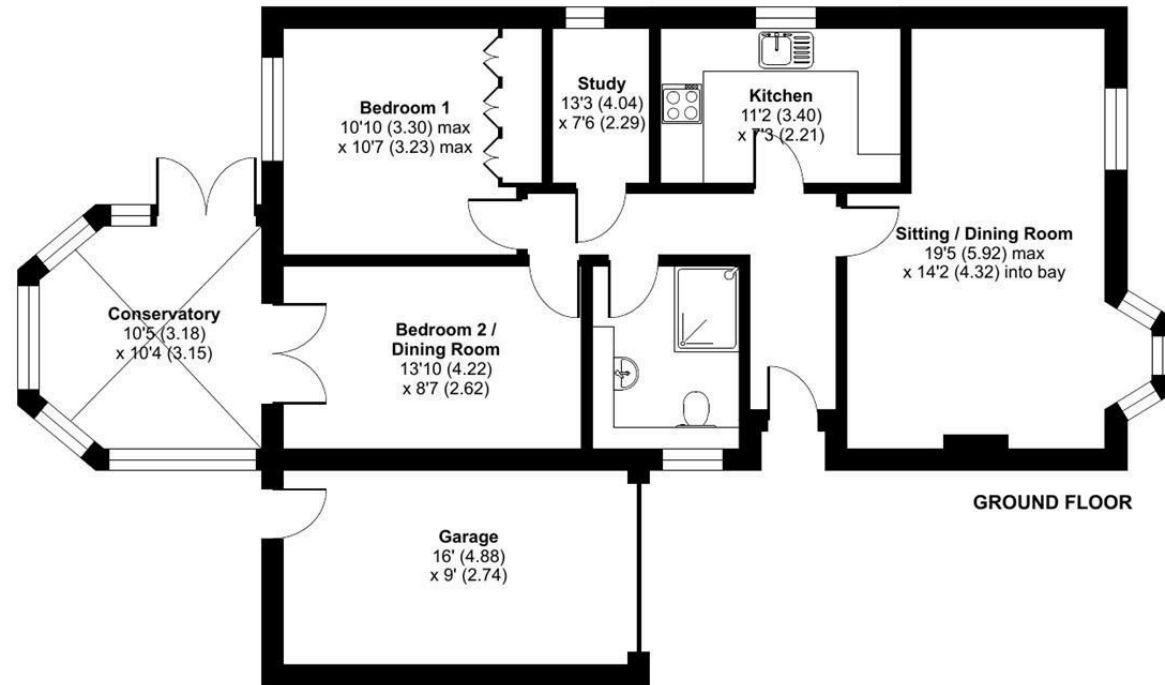 Bedroom 1
10'10 (3.30) max
x 10'7 (3.23) max
Study
13'3 (4.04)
x 7'6 (2.29)
Kitchen
11'2 (3.40)
x 7'3 (2.21)
Sitting / Dining Room
19'5 (5.92) max
x 14'2 (4.32) into bay
Conservatory
10'5 (3.18)
x 10'4 (3.15)
Bedroom 2 /
Dining Room
13'10 (4.22)
x 8'7 (2.62)
GROUND FLOOR
Garage
16' (4.88)
x 9' (2.74)